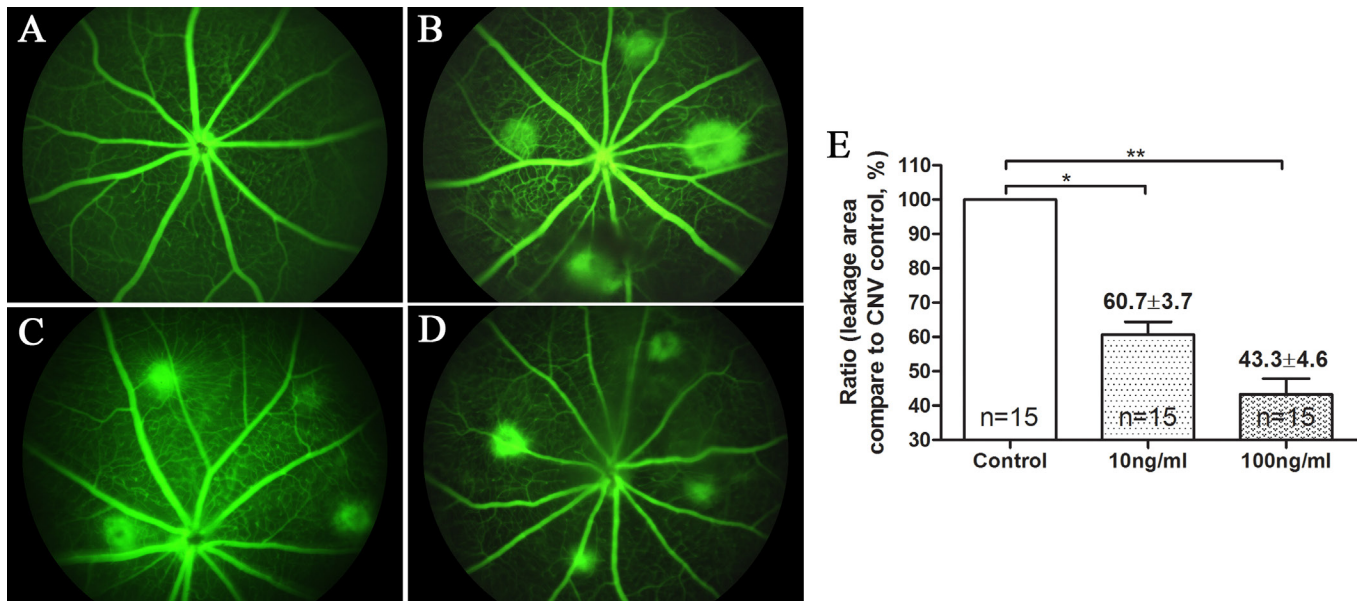 A
B
C
D
E
Ratio (leakage area
compare to CNV control, %)
110
100
90
80
70
60
50
40
30
*
**
60.7±3.7
43.3±4.6
n=15
n=15
n=15
Control
10ng/ml
100ng/ml